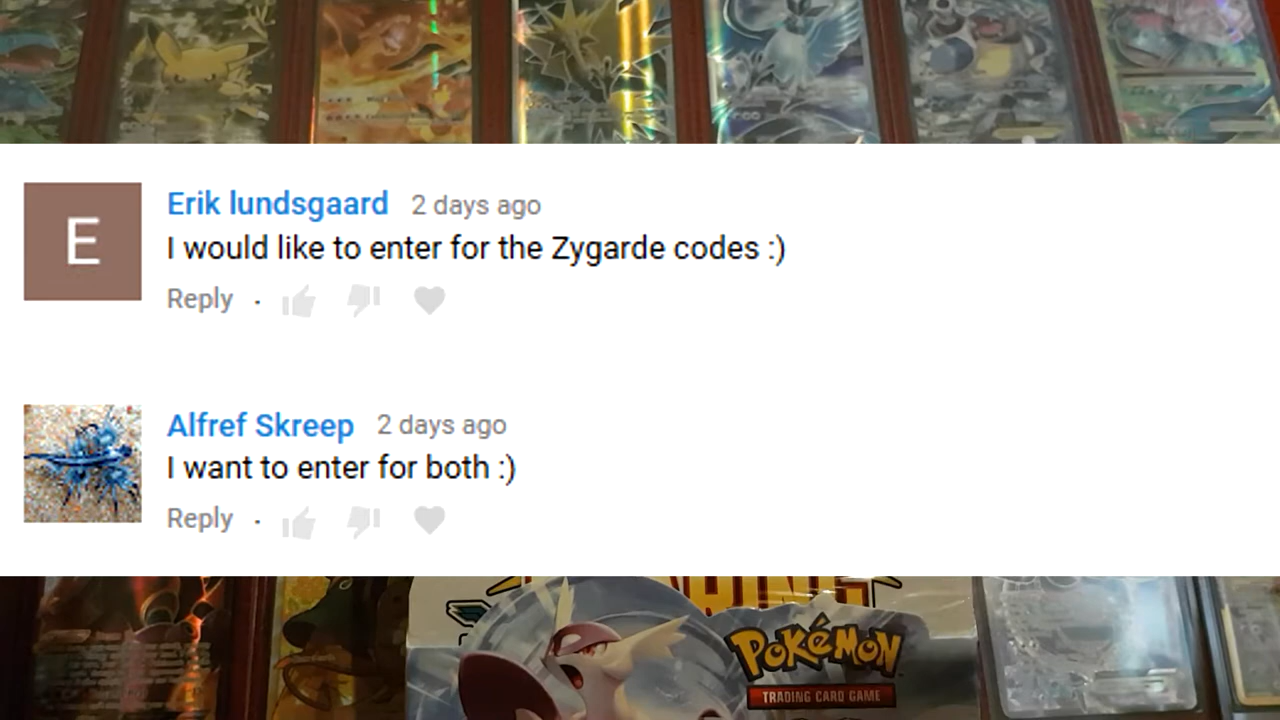 E
Erik lundsgaard 2 days ago
I would like to enter for the Zygarde codes :)
Reply ·
Alfref Skreep 2 days ago
I want to enter for both :)
Reply ·
POKéMON
TRADING CARD GAME